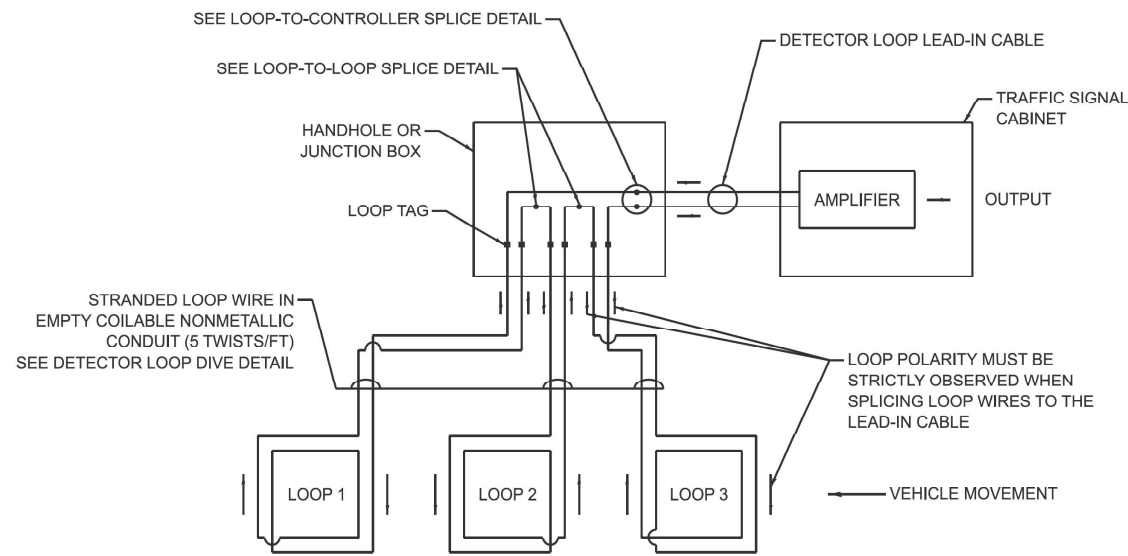 SEE LOOP-TO-CONTROLLER SPLICE DETAIL
DETECTOR LOOP LEAD-IN CABLE
SEE LOOP-TO-LOOP SPLICE DETAIL
TRAFFIC SIGNAL
CABINET
HANDHOLE OR
JUNCTION BOX
AMPLIFIER
OUTPUT
LOOP TAG
STRANDED LOOP WIRE IN
EMPTY COILABLE NONMETALLIC
CONDUIT (5 TWISTS/FT)
SEE DETECTOR LOOP DIVE DETAIL
LOOP POLARITY MUST BE
STRICTLY OBSERVED WHEN
SPLICING LOOP WIRES TO THE
LEAD-IN CABLE
LOOP 1
LOOP 2
LOOP 3
VEHICLE MOVEMENT